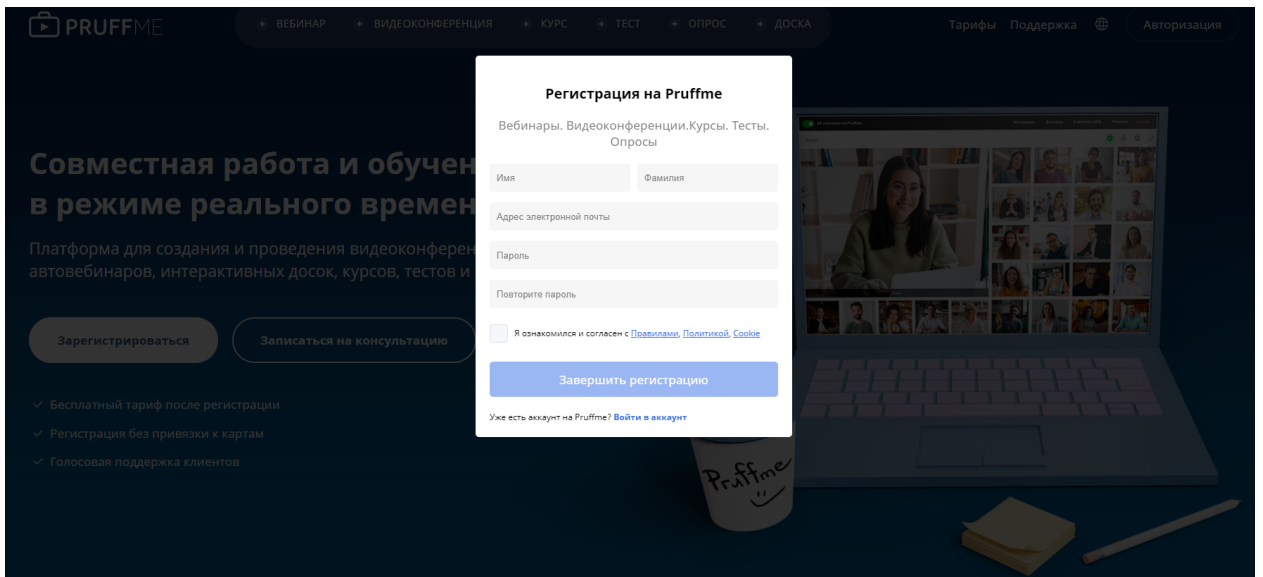 PRUFFME
ВЕБИНАР ВИДЕОКОНФЕРЕНЦИЯ КУРС ТЕСТ ОПРОС ДОСКА
Тарифы Поддержка Авторизация
Регистрация на Pruffme
Вебинары. Видеоконференции.Курсы. Тесты.
Опросы
Имя Фамилия
Адрес электронной почты
Пароль
Повторите пароль
Я ознакомился и согласен с Правилами, Политикой, Cookie
Завершить регистрацию
Уже есть аккаунт на Pruffme? Войти в аккаунт
Совместная работа и обучен
в режиме реального времен
Платформа для создания и проведения видеоконферен
автовебинаров, интерактивных досок, курсов, тестов и
Зарегистрироваться Записаться на консультацию
Бесплатный тариф после регистрации
Регистрация без привязки к картам
Голосовая поддержка клиентов
Pruffme